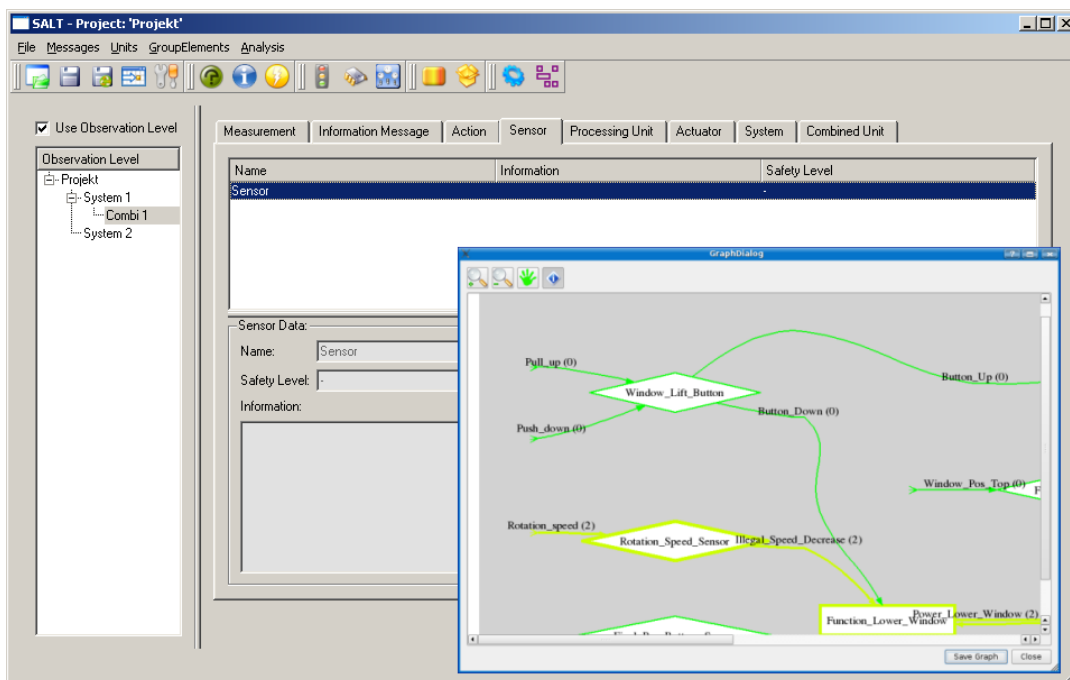 SALT - Project: 'Projekt'
File Messages Units GroupElements Analysis
Use Observation Level
Measurement Information Message Action Sensor Processing Unit Actuator System Combined Unit
Observation Level
Projekt
System 1
Combi 1
System 2
Name Information Safety Level
Sensor -
Sensor Data:
Name: Sensor
Safety Level: -
Information:
GraphDialog
Pull_up (0)
Window_Lift_Button
Button_Up (0)
Button_Down (0)
Push_down (0)
Window_Pos_Top (0)
F
Rotation_speed (2)
Rotation_Speed_Sensor
Illegal_Speed_Decrease (2)
Power_Lower_Window (2)
Function_Lower_Window
Save Graph Close